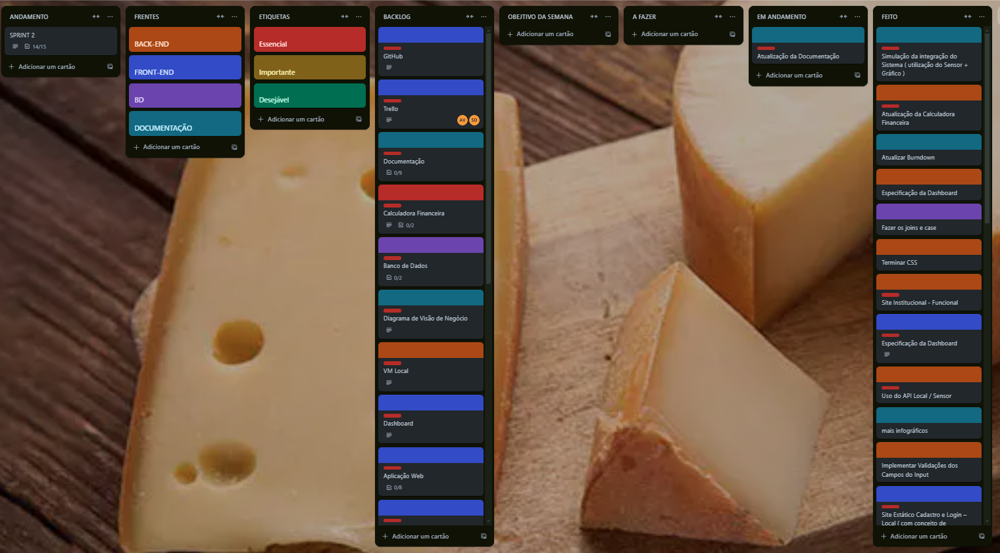 ANDAMENTO
SPRINT 2
14/15
Adicionar um cartão
FRENTES
BACK-END
FRONT-END
BD
DOCUMENTAÇÃO
Adicionar um cartão
ETIQUETAS
Essencial
Importante
Desejável
Adicionar um cartão
BACKLOG
GitHub
Trello
AV SD
Documentação
0/9
Calculadora Financeira
0/2
Banco de Dados
0/2
Diagrama de Visão de Negócio
VM Local
Dashboard
Aplicação Web
0/8
Adicionar um cartão
OBEJTIVO DA SEMANA
Adicionar um cartão
A FAZER
Adicionar um cartão
EM ANDAMENTO
Atualização da Documentação
Adicionar um cartão
FEITO
Simulação da integração do
Sistema ( utilização do Sensor +
Gráfico )
Atualização da Calculadora
Financeira
Atualizar Burndown
Especificação da Dashboard
Fazer os joins e case
Terminar CSS
Site Institucional - Funcional
Especificação da Dashboard
Uso do API Local / Sensor
mais infográficos
Implementar Validações dos
Campos do Input
Site Estático Cadastro e Login –
Local ( com conceito de
Adicionar um cartão